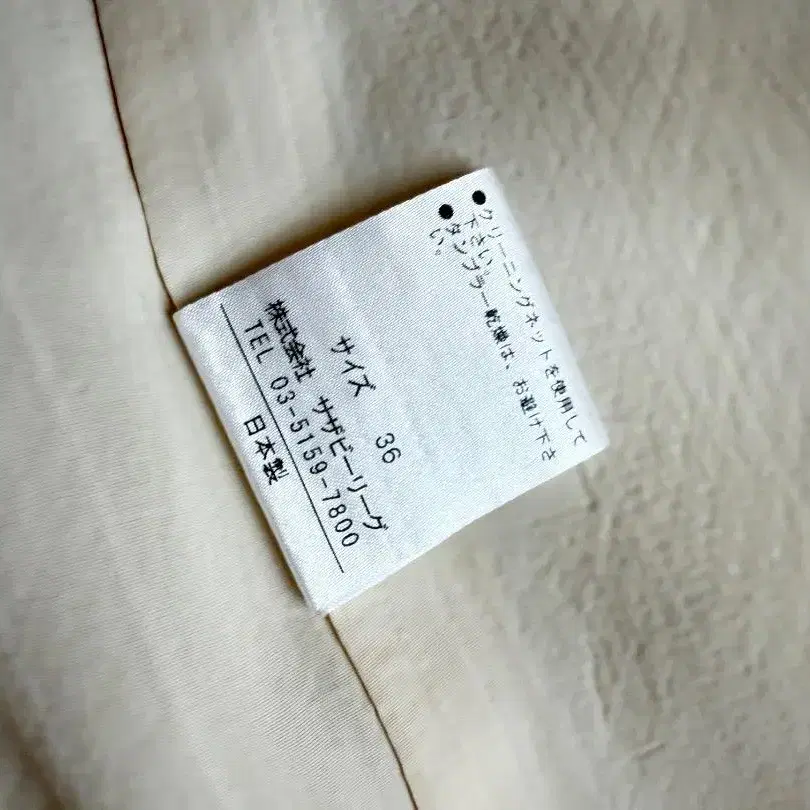 ●クリーニングネットを使用して
下さい。
●タンブラー乾燥は、お避け下さ
い。
サイズ 36
株式会社 サザビーリーグ
TEL 03-5159-7800
日本製